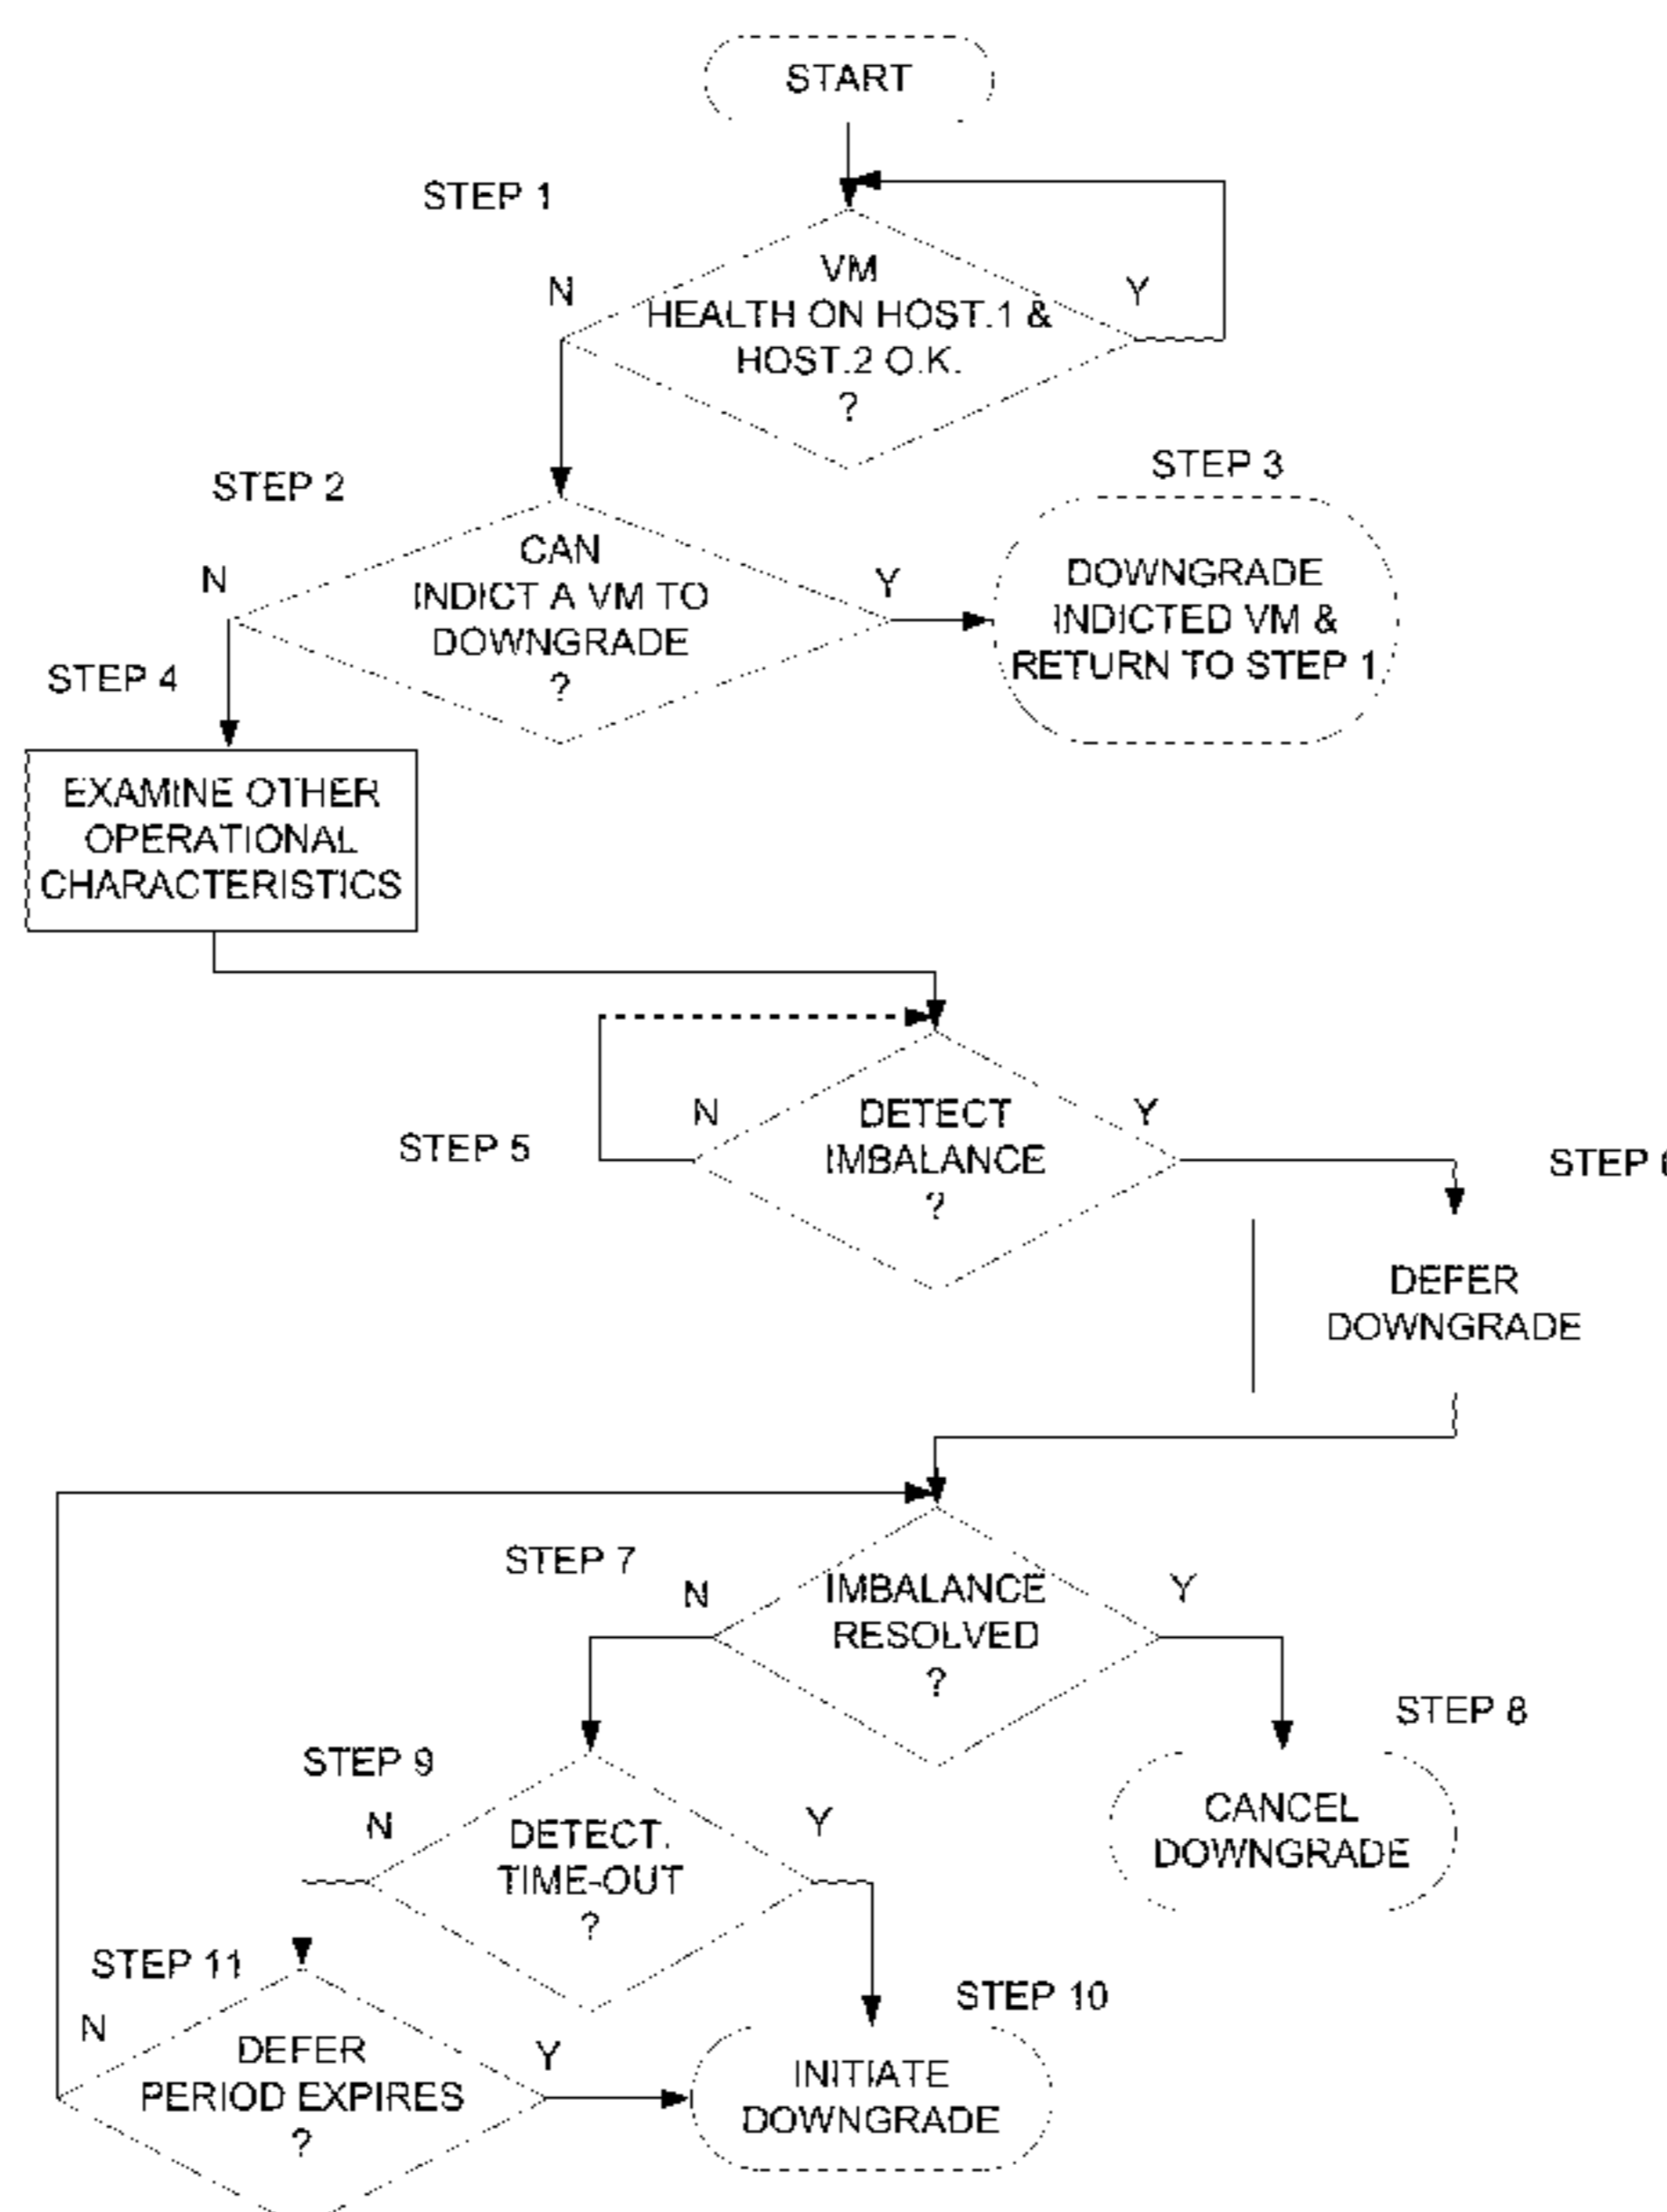 START
STEP 1
VM
N
Y
HEALTH ON HOST.1 &
HOST.2 O.K.
?
STEP 3
STEP 2
CAN
N
Y
INDICT A VM TO
DOWNGRADE
?
DOWNGRADE
INDICTED VM &
RETURN TO STEP 1
STEP 4
EXAMINE OTHER
OPERATIONAL
CHARACTERISTICS
N
DETECT
Y
STEP 5
IMBALANCE
?
STEP
DEFER
DOWNGRADE
STEP 7
N
IMBALANCE
Y
RESOLVED
?
STEP 8
STEP 9
N
DETECT.
Y
TIME-OUT
?
CANCEL
DOWNGRADE
STEP 11
STEP 10
N
DEFER
Y
PERIOD EXPIRES
?
INITIATE
DOWNGRADE